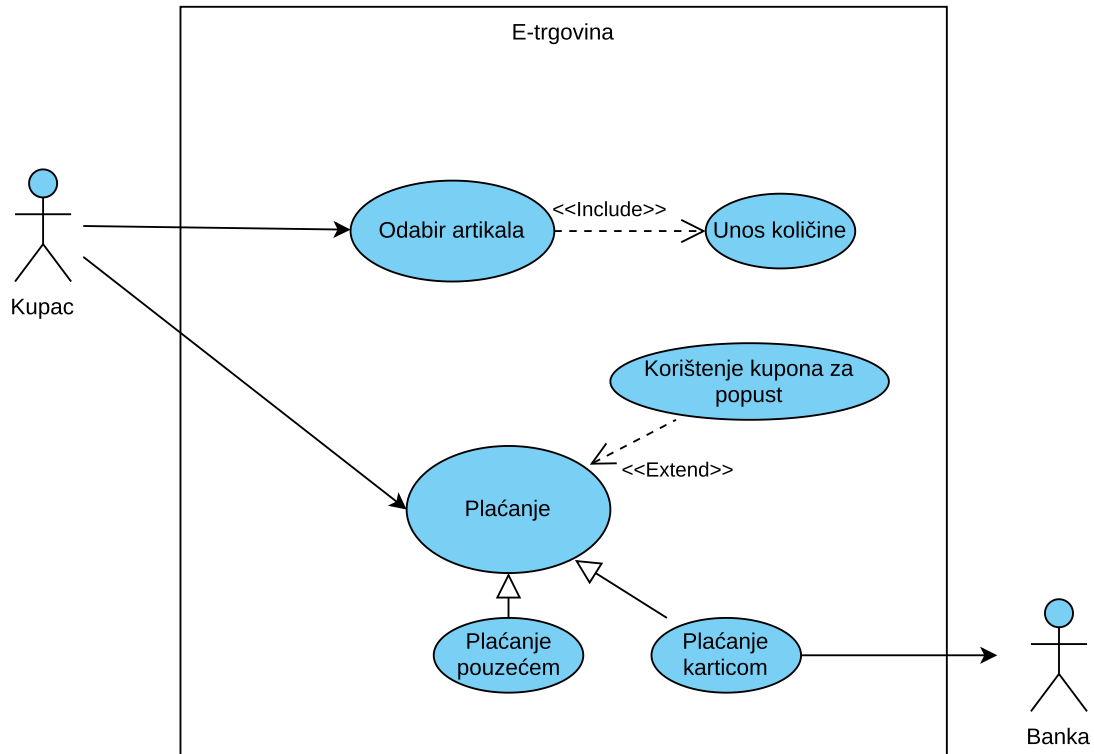 E-trgovina
Kupac
Odabir artikala
<<Include>>
Unos količine
Korištenje kupona za
popust
<<Extend>>
Plaćanje
Plaćanje
pouzećem
Plaćanje
karticom
Banka